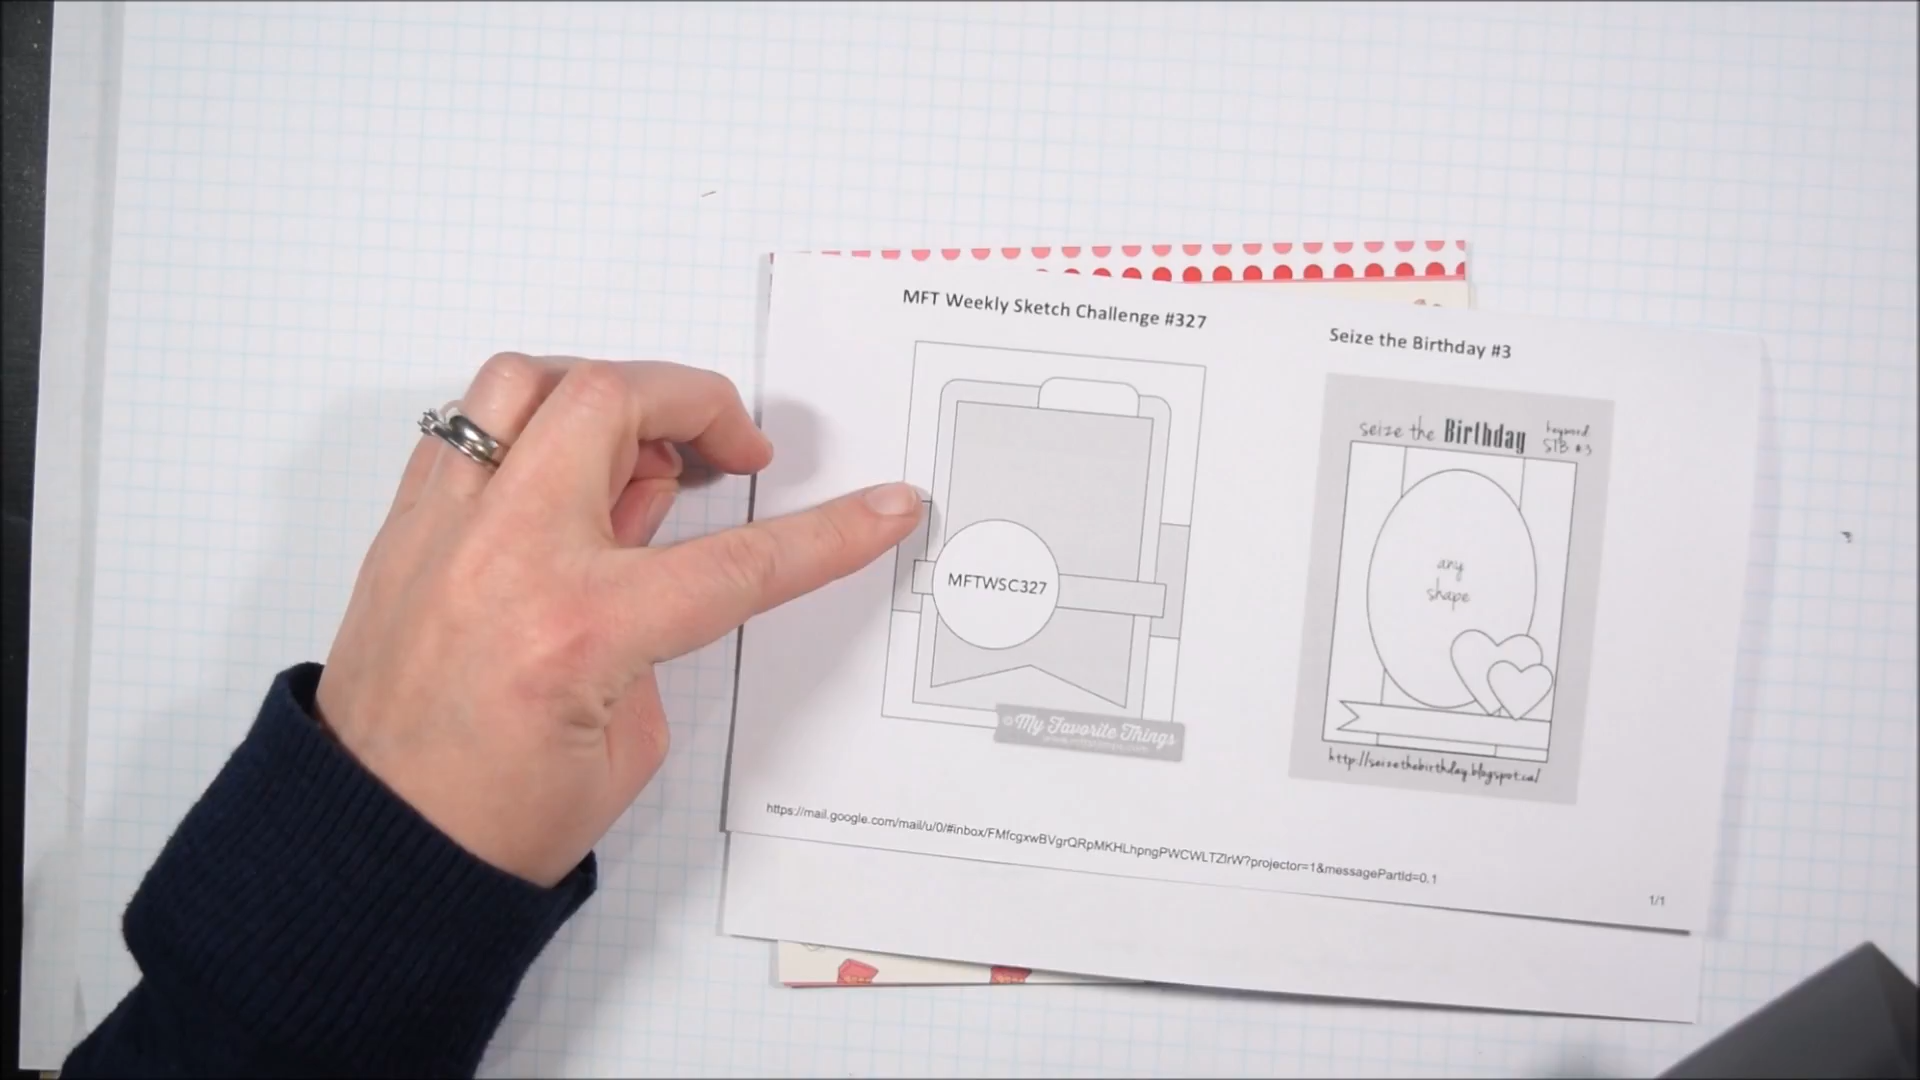 MFT Weekly Sketch Challenge #327
MFTWSC327
©My Favorite Things
Seize the Birthday #3
seize the Birthday
keyword:
STB #3
any
shape
http://seizethebirthday.blogspot.ca/
https://mail.google.com/mail/u/0/#inbox/FMfcgxwBVgrQRpMKHLhpngPWCWLTZlrW?projector=1&messagePartId=0.1
1/1